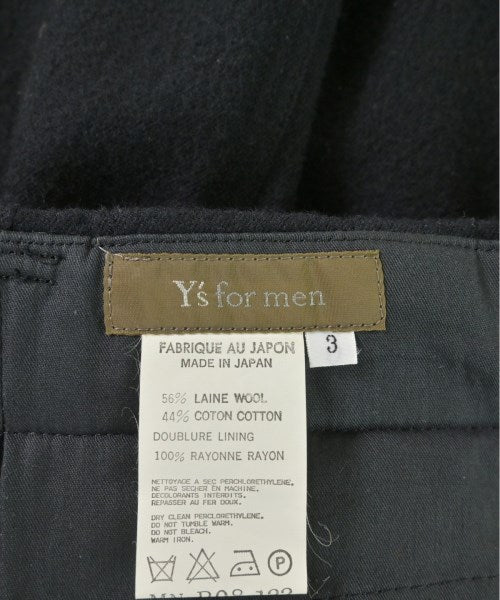 Y's for men
3
FABRIQUE AU JAPON
MADE IN JAPAN
56% LAINE WOOL
44% COTON COTTON
DOUBLURE LINING
100% RAYONNE RAYON
NETTOYAGE A SEC PERCHLORETHYLENE.
NE PAS SECHER EN MACHINE.
DECOLORANTS INTERDITS.
REPASSER AU FER DOUX.
DRY CLEAN PERCLORETHYLENE.
DO NOT TUMBLE WARM.
DO NOT BLEACH.
WARM IRON.
P